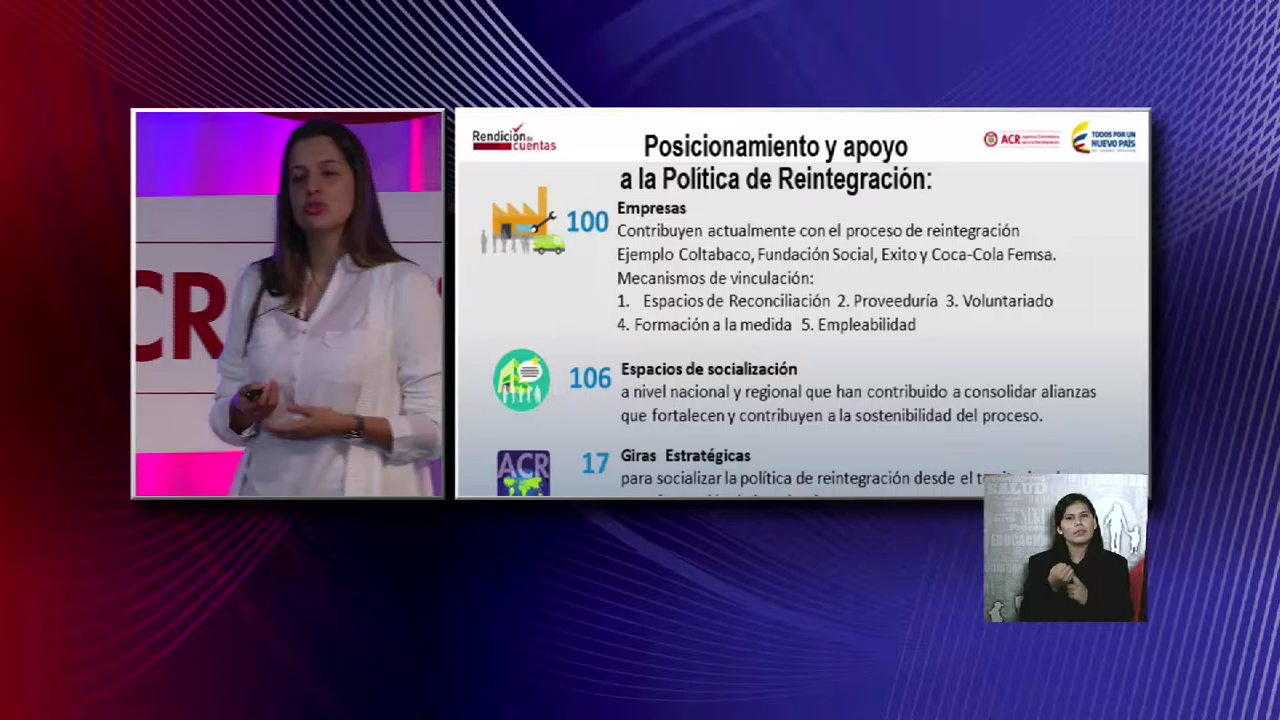 Rendición de
cuentas
Posicionamiento y apoyo
a la Política de Reintegración:
ACR
TODOS POR UN
NUEVO PAÍS
100
Empresas
Contribuyen actualmente con el proceso de reintegración
Ejemplo Coltabaco, Fundación Social, Exito y Coca-Cola Femsa.
Mecanismos de vinculación:
1. Espacios de Reconciliación 2. Proveeduría 3. Voluntariado
4. Formación a la medida 5. Empleabilidad
106
Espacios de socialización
a nivel nacional y regional que han contribuido a consolidar alianzas
que fortalecen y contribuyen a la sostenibilidad del proceso.
ACR
17
Giras Estratégicas
para socializar la política de reintegración desde el
CR
SALUD
EDUCACIÓN